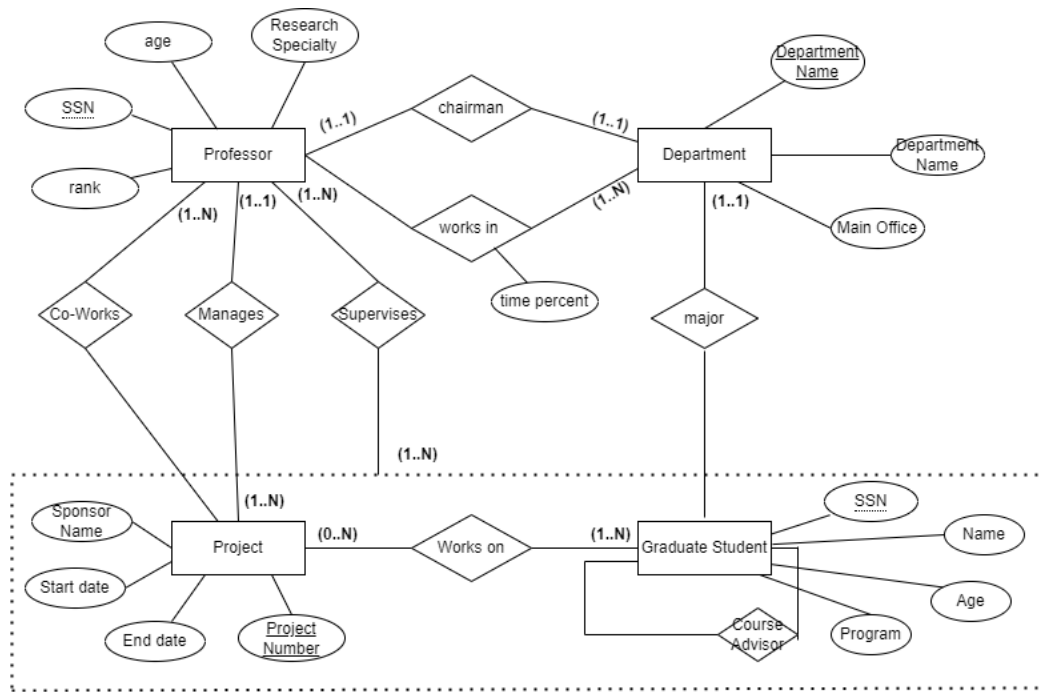 Research
Specialty
age
Department
Name
SSN
chairman
(1..1)
(1..1)
Professor
Department
Department
Name
rank
(1..N)
(1..1)
(1..N)
works in
(1..N)
(1..1)
Main Office
time percent
Co-Works
Manages
Supervises
major
(1..N)
(1..N)
Sponsor
Name
SSN
Project
(0..N)
Works on
(1..N)
Graduate Student
Name
Start date
Age
End date
Project
Number
Course
Advisor
Program